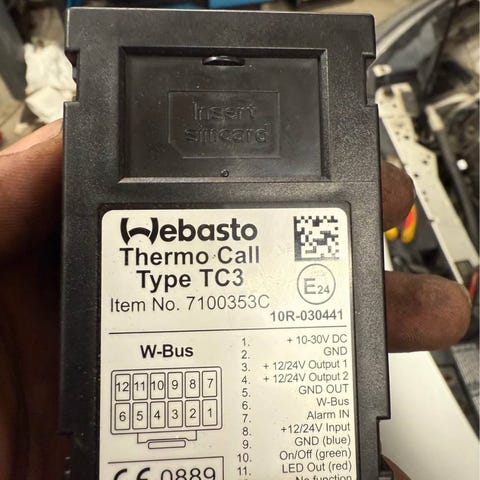 Insert
simcard
Webasto
Thermo Call
Type TC3
Item No. 7100353C
E24
10R-030441
W-Bus
12 11 10 9 8 7
6 5 4 3 2 1
1. + 10-30V DC
2. GND
3. + 12/24V Output 1
4. + 12/24V Output 2
5. GND OUT
6. W-Bus
7. Alarm IN
8. +12/24V Input
9. GND (blue)
10. On/Off (green)
11. LED Out (red)
No function
CE 0889